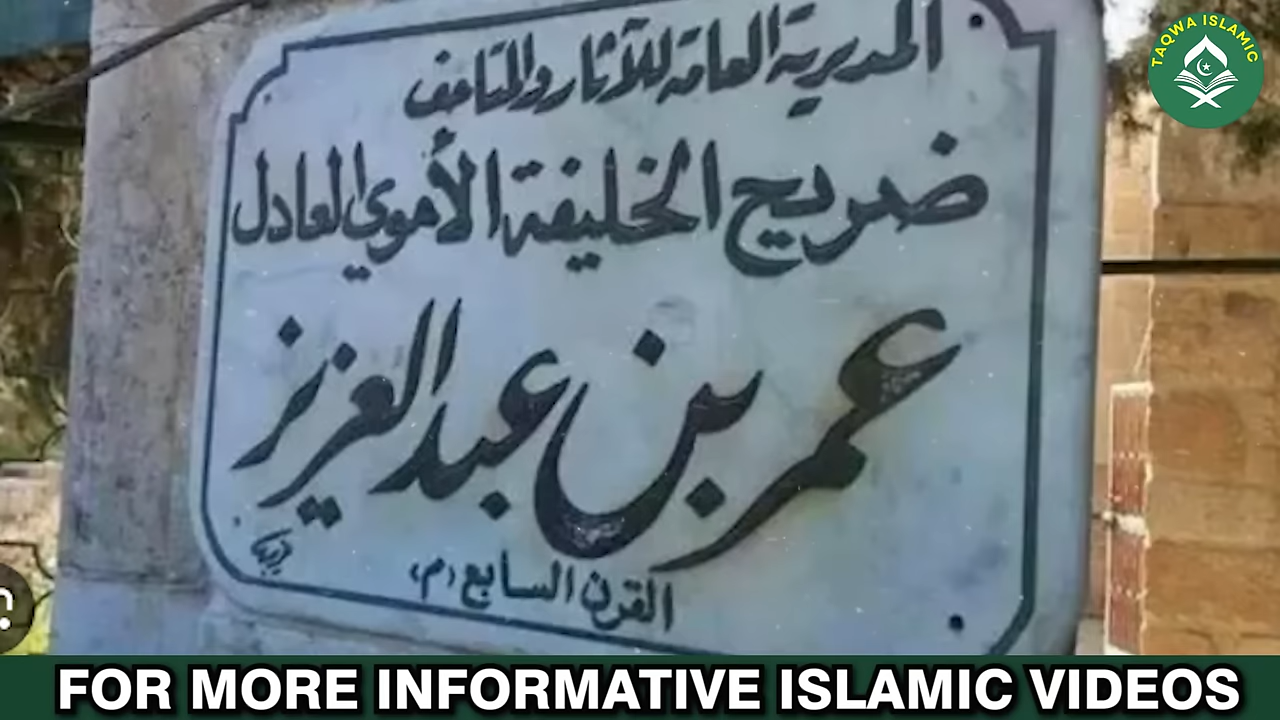 المديرية العامة للآثار والمتاحف
ضريح الخليفة الأموي العادل
عمر بن عبد العزيز
القرن السابع (م)
TAQWA ISLAMIC
FOR MORE INFORMATIVE ISLAMIC VIDEOS